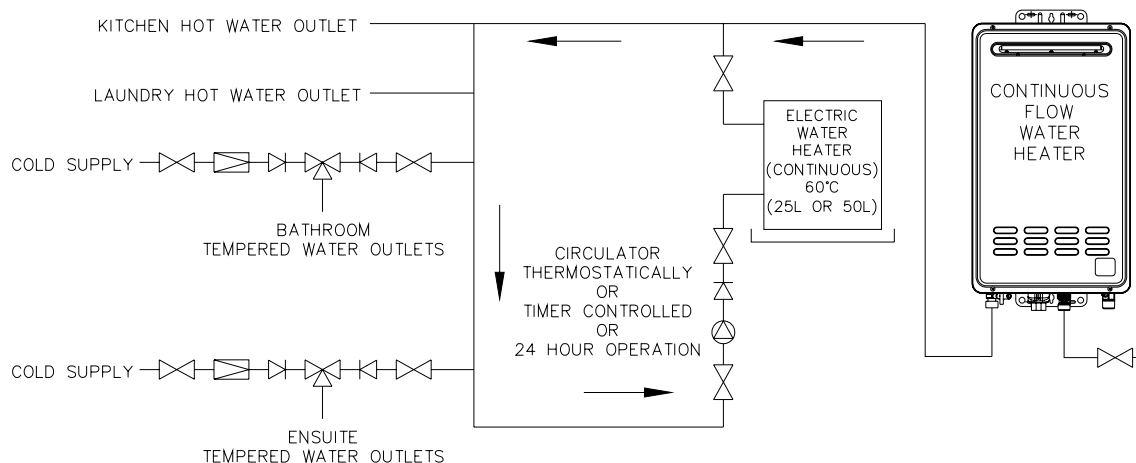 KITCHEN HOT WATER OUTLET
LAUNDRY HOT WATER OUTLET
COLD SUPPLY
BATHROOM
TEMPERED WATER OUTLETS
ELECTRIC
WATER
HEATER
(CONTINUOUS)
60°C
(25L OR 50L)
CONTINUOUS
FLOW
WATER
HEATER
CIRCULATOR
THERMOSTATICALLY
OR
TIMER CONTROLLED
OR
24 HOUR OPERATION
COLD SUPPLY
ENSUITE
TEMPERED WATER OUTLETS